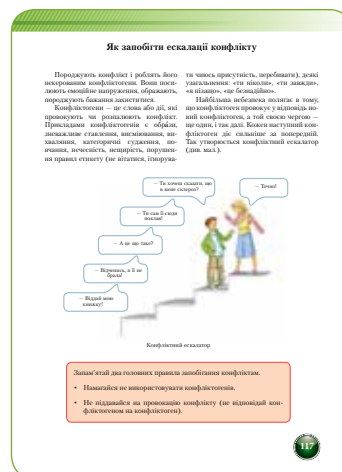 Як запобігти ескалації конфлікту
Породжують конфлікт і роблять його
некерованим конфліктогени. Вони поси-
люють емоційне напруження, ображають,
породжують бажання захиститися.
Конфліктогени — це слова або дії, які
провокують чи розпалюють конфлікт.
Прикладами конфліктогенів є образи,
зневажливе ставлення, висміювання, ви-
хваляння, категоричні судження, по-
вчання, нечесність, нещирість, порушен-
ня правил етикету (не вітатися, ігнорува-
ти чиюсь присутність, перебивати), деякі
узагальнення: «ти ніколи», «ти завжди»,
«я нізащо», «це безнадійно».
Найбільша небезпека полягає в тому,
що конфліктоген провокує у відповідь но-
вий конфліктоген, а той своєю чергою —
ще один, і так далі. Кожен наступний кон-
фліктоген діє сильніше за попередній.
Так утворюється конфліктний ескалатор
(див. мал.).
— Ти хочеш сказати, що
в мене склероз?
— Точно!
— Ти сам її сюди
поклав!
— А це що таке?
— Відчепись, я її не
брала!
— Віддай мою
книжку!
Конфліктний ескалатор
Запам'ятай два головних правила запобігання конфліктам.
• Намагайся не використовувати конфліктогенів.
• Не піддавайся на провокацію конфлікту (не відповідай кон-
фліктогеном на конфліктоген).
117